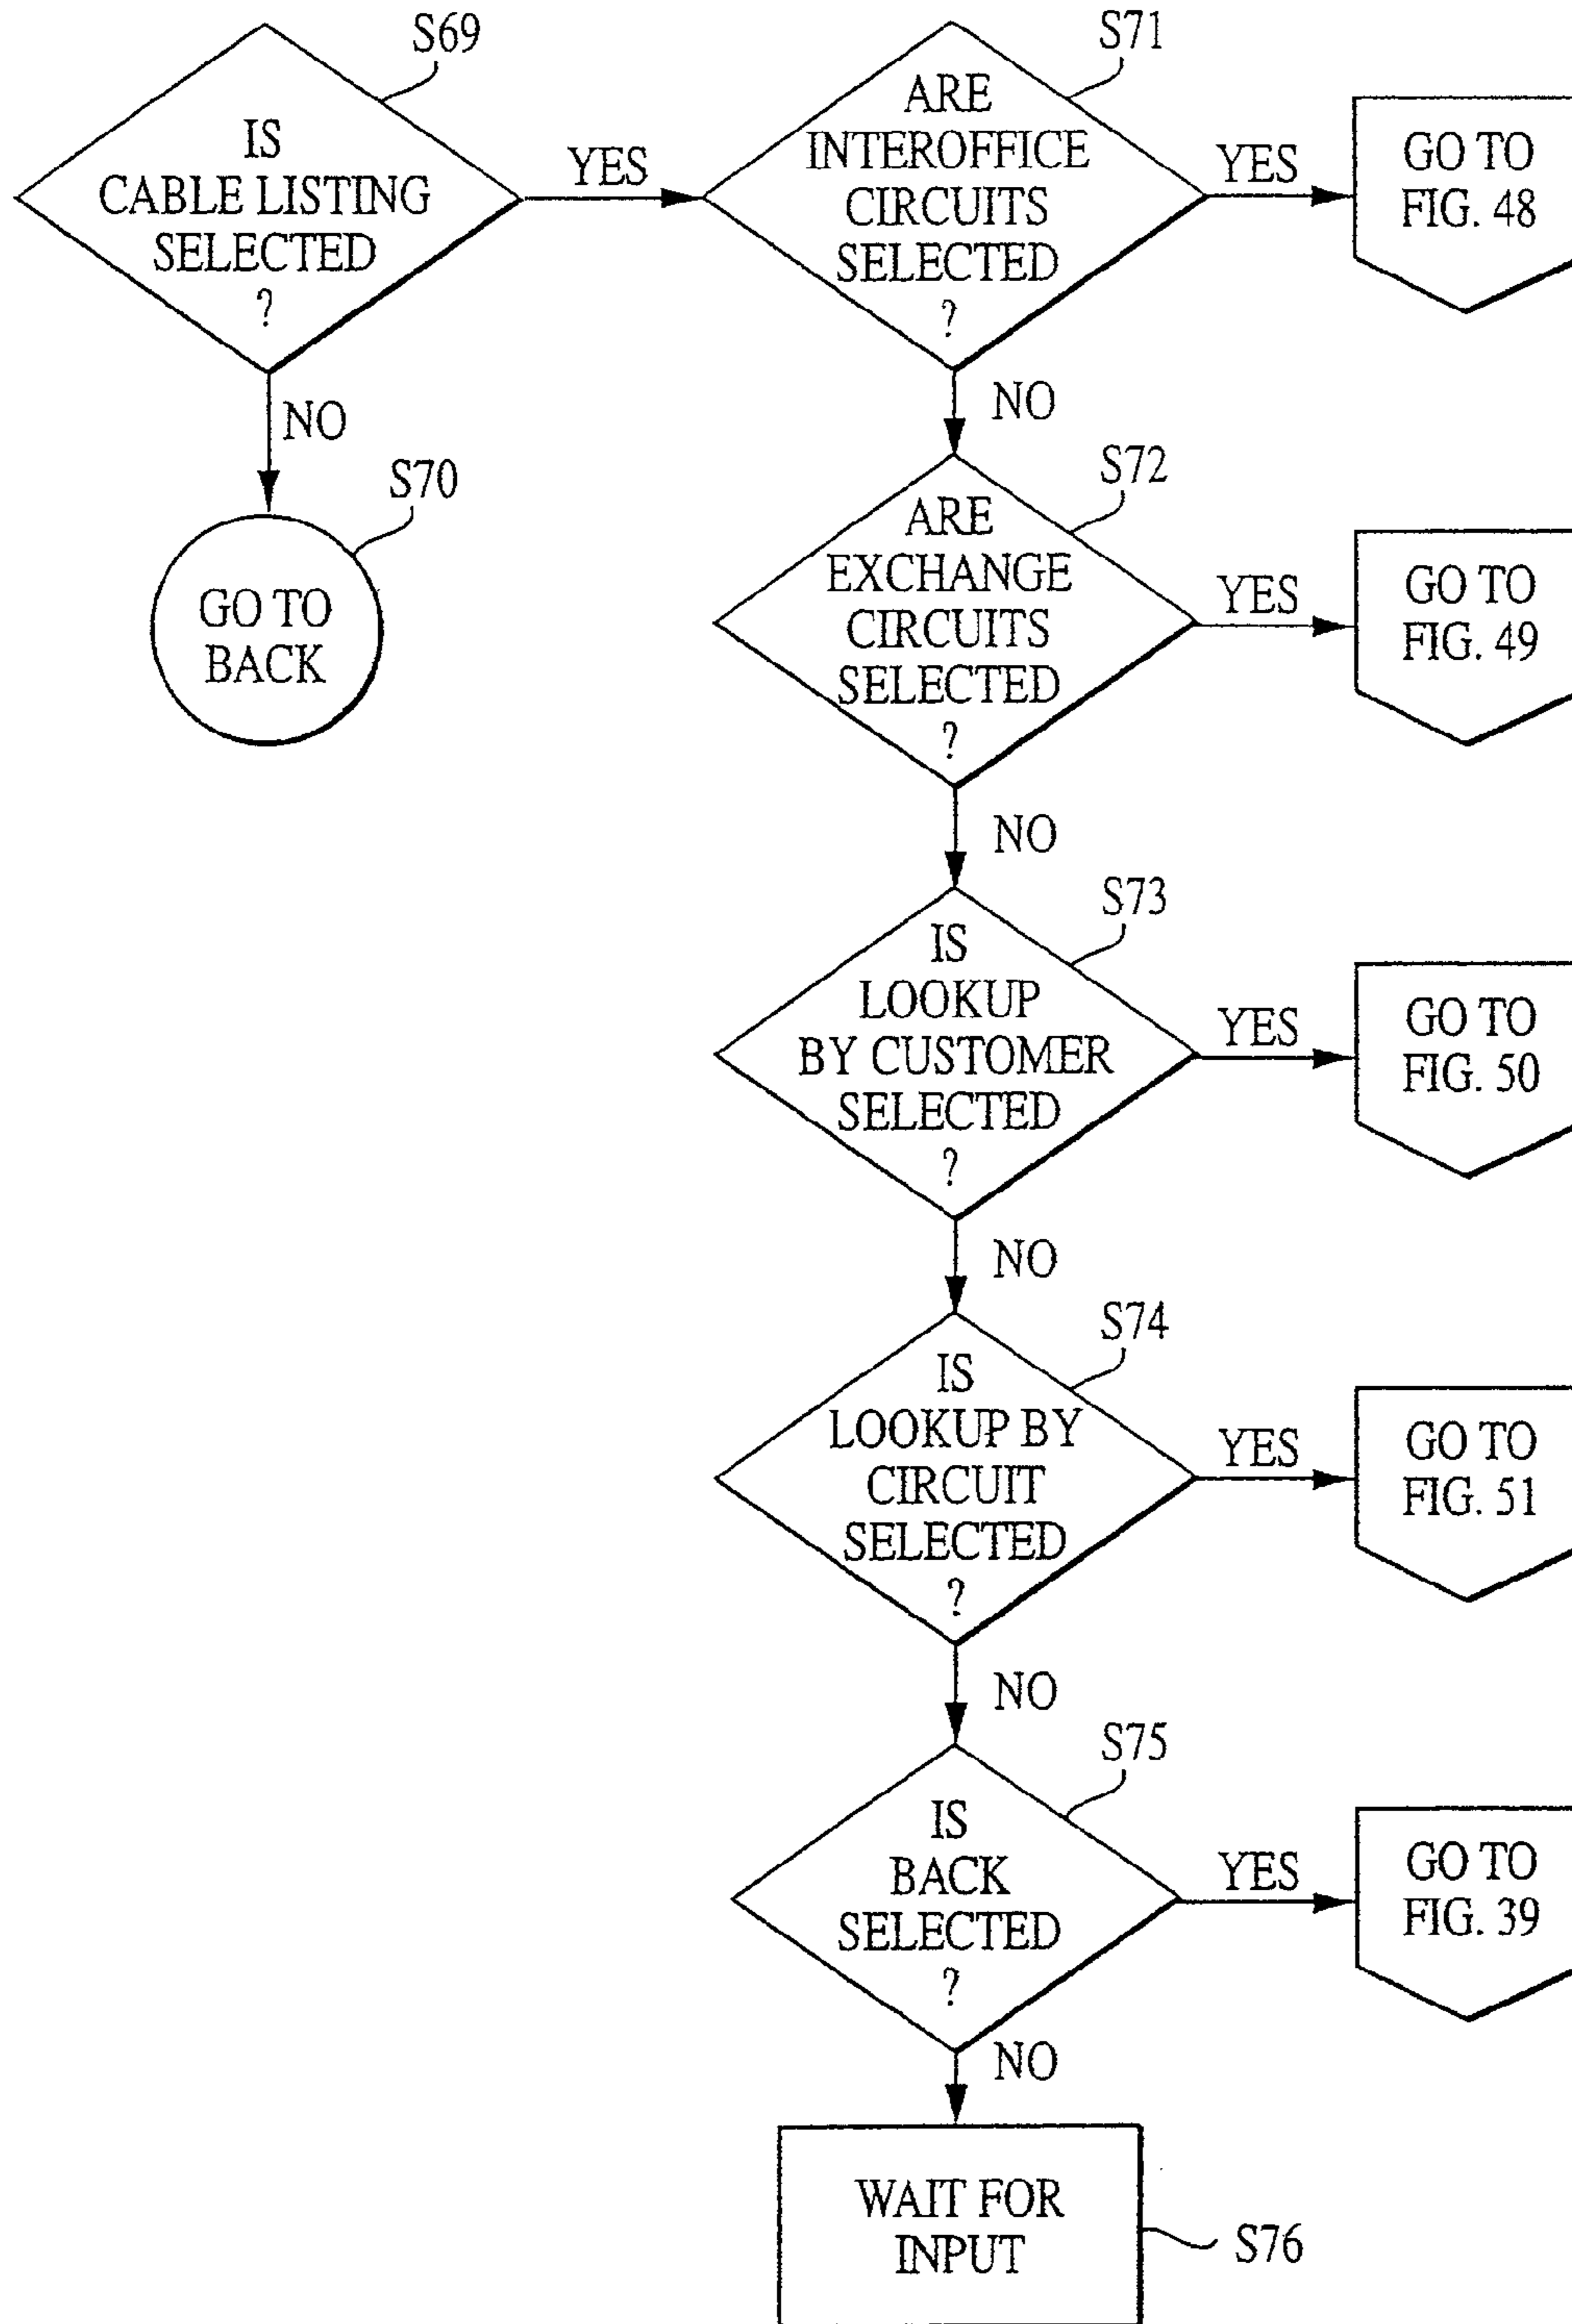 S69
IS
CABLE LISTING
SELECTED
?
YES
NO
S70
GO TO
BACK
S71
ARE
INTEROFFICE
CIRCUITS
SELECTED
?
YES
GO TO
FIG. 48
NO
S72
ARE
EXCHANGE
CIRCUITS
SELECTED
?
YES
GO TO
FIG. 49
NO
S73
IS
LOOKUP
BY CUSTOMER
SELECTED
?
YES
GO TO
FIG. 50
NO
S74
IS
LOOKUP BY
CIRCUIT
SELECTED
?
YES
GO TO
FIG. 51
NO
S75
IS
BACK
SELECTED
?
YES
GO TO
FIG. 39
NO
WAIT FOR
INPUT
S76